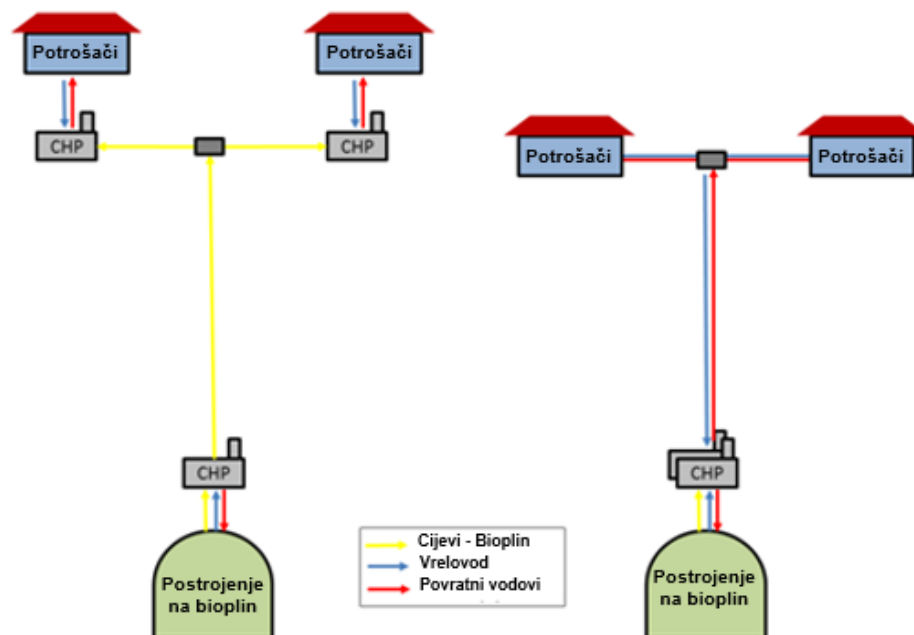 Potrošači
Potrošači
CHP
CHP
Potrošači
Potrošači
CHP
CHP
Cijevi - Bioplin
Vrelovod
Povratni vodovi
Postrojenje
na bioplin
Postrojenje
na bioplin